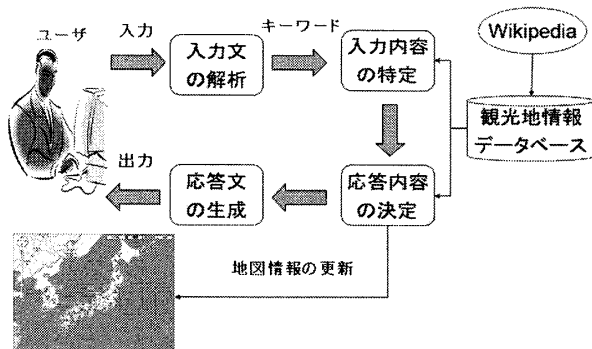 ユーザ
入力
入力文
の解析
キーワード
入力内容
の特定
Wikipedia
観光地情報
データベース
出力
応答文
の生成
応答内容
の決定
地図情報の更新